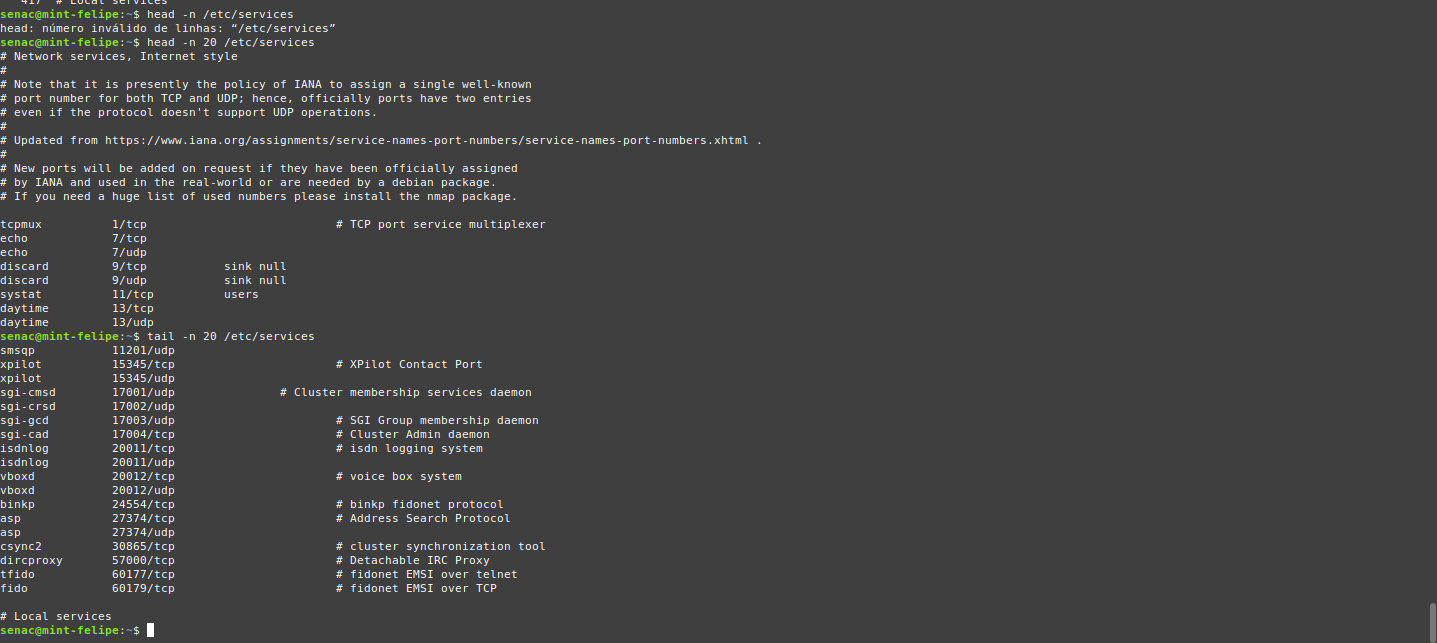 417  # Local services
senac@mint-felipe:~$ head -n /etc/services
head: número inválido de linhas: “/etc/services”
senac@mint-felipe:~$ head -n 20 /etc/services
# Network services, Internet style
#
# Note that it is presently the policy of IANA to assign a single well-known
# port number for both TCP and UDP; hence, officially ports have two entries
# even if the protocol doesn't support UDP operations.
#
# Updated from https://www.iana.org/assignments/service-names-port-numbers/service-names-port-numbers.xhtml .
#
# New ports will be added on request if they have been officially assigned
# by IANA and used in the real-world or are needed by a debian package.
# If you need a huge list of used numbers please install the nmap package.

tcpmux          1/tcp                           # TCP port service multiplexer
echo            7/tcp
echo            7/udp
discard         9/tcp           sink null
discard         9/udp           sink null
systat          11/tcp          users
daytime         13/tcp
daytime         13/udp
senac@mint-felipe:~$ tail -n 20 /etc/services
smsqp           11201/udp
xpilot          15345/tcp                       # XPilot Contact Port
xpilot          15345/udp
sgi-cmsd        17001/udp               # Cluster membership services daemon
sgi-crsd        17002/udp
sgi-gcd         17003/udp                       # SGI Group membership daemon
sgi-cad         17004/tcp                       # Cluster Admin daemon
isdnlog         20011/tcp                       # isdn logging system
isdnlog         20011/udp
vboxd           20012/tcp                       # voice box system
vboxd           20012/udp
binkp           24554/tcp                       # binkp fidonet protocol
asp             27374/tcp                       # Address Search Protocol
asp             27374/udp
csync2          30865/tcp                       # cluster synchronization tool
dircproxy       57000/tcp                       # Detachable IRC Proxy
tfido           60177/tcp                       # fidonet EMSI over telnet
fido            60179/tcp                       # fidonet EMSI over TCP

# Local services
senac@mint-felipe:~$